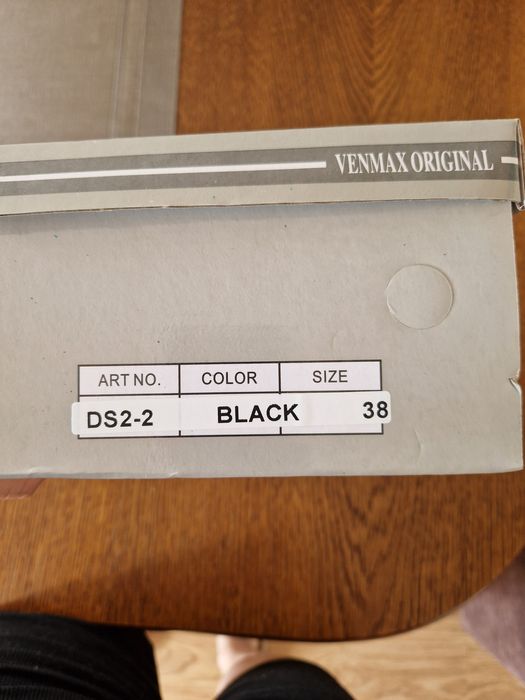 VENMAX ORIGINAL
ART NO. COLOR SIZE
DS2-2 BLACK 38